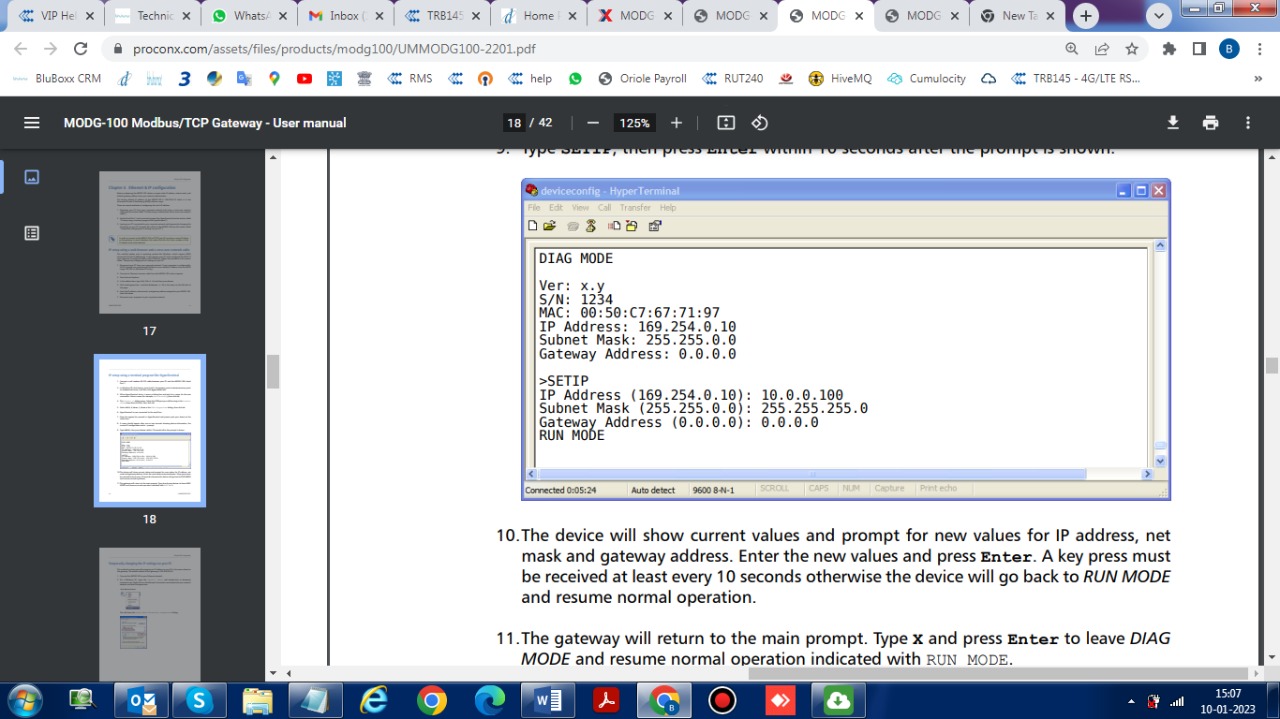 VIP He
Technic
WhatsA
Inbox (
TRB145
Home
MODG
MODG
MODG
MODG
New Ta
proconx.com/assets/files/products/modg100/UMMODG100-2201.pdf
B
BluBoxx CRM
RMS
help
Oriole Payroll
RUT240
HiveMQ
Cumulocity
TRB145 - 4G/LTE RS...
»
MODG-100 Modbus/TCP Gateway - User manual
18 / 42
125%
17
18
9. Type SETIP, then press Enter within 10 seconds after the prompt is shown.
deviceconfig - HyperTerminal
File Edit View Call Transfer Help
DIAG MODE
Ver: x.y
S/N: 1234
MAC: 00:50:C7:67:71:97
IP Address: 169.254.0.10
Subnet Mask: 255.255.0.0
Gateway Address: 0.0.0.0
>SETIP
IP Address (169.254.0.10): 10.0.0.100
Subnet Mask (255.255.0.0): 255.255.255.0
Gateway Address (0.0.0.0): 0.0.0.0
RUN MODE
Connected 0:05:24 Auto detect 9600 8-N-1 SCROLL CAPS NUM Capture Print echo
10. The device will show current values and prompt for new values for IP address, net
mask and gateway address. Enter the new values and press Enter. A key press must
be received at least every 10 seconds otherwise the device will go back to RUN MODE
and resume normal operation.
11. The gateway will return to the main prompt. Type X and press Enter to leave DIAG
MODE and resume normal operation indicated with RUN MODE.
15:07
10-01-2023